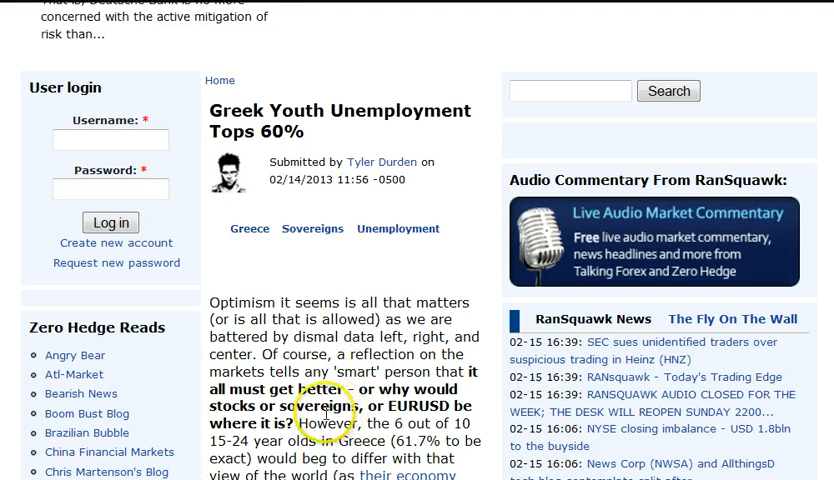 concerned with the active mitigation of
risk than...
User login
Username: *
Password: *
Log in
Create new account
Request new password
Zero Hedge Reads
Angry Bear
Atl-Market
Bearish News
Boom Bust Blog
Brazilian Bubble
China Financial Markets
Chris Martenson's Blog
Home
Greek Youth Unemployment
Tops 60%
Submitted by Tyler Durden on
02/14/2013 11:56 -0500
Greece Sovereigns Unemployment
Optimism it seems is all that matters
(or is all that is allowed) as we are
battered by dismal data left, right, and
center. Of course, a reflection on the
markets tells any 'smart' person that it
all must get better - or why would
stocks or sovereigns, or EURUSD be
where it is? However, the 6 out of 10
15-24 year olds in Greece (61.7% to be
exact) would beg to differ with that
view of the world (as their economy
Search
Audio Commentary From RanSquawk:
Live Audio Market Commentary
Free live audio market commentary,
news headlines and more from
Talking Forex and Zero Hedge
RanSquawk News The Fly On The Wall
02-15 16:39: SEC sues unidentified traders over
suspicious trading in Heinz (HNZ)
02-15 16:39: RANsquawk - Today's Trading Edge
02-15 16:39: RANSQUAWK AUDIO CLOSED FOR THE
WEEK; THE DESK WILL REOPEN SUNDAY 2200...
02-15 16:06: NYSE closing imbalance - USD 1.8bln
to the buyside
02-15 16:06: News Corp (NWSA) and AllthingsD